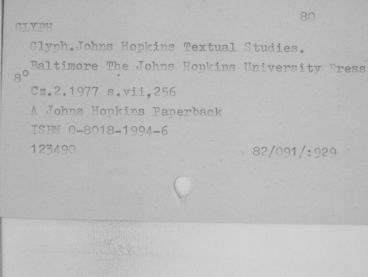 80
GLYPH
Glyph.Johns Hopkins Textual Studies.
Baltimore The Johns Hopkins University Press
8°
Cz.2.1977 s.vii,256
A Johns Hopkins Paperback
ISBN 0-8018-1994-6
123490 82/091/:929